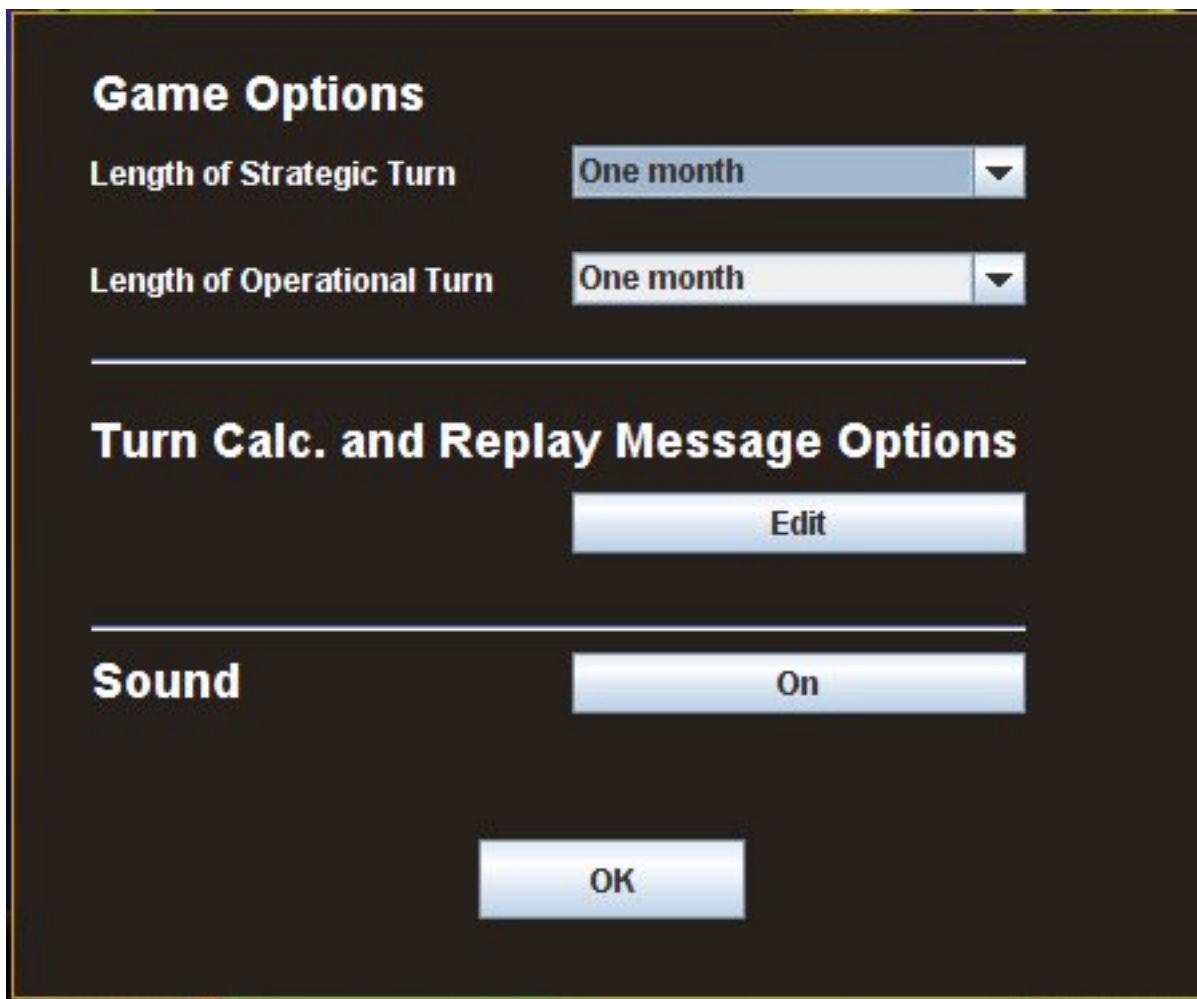 Game Options
Length of Strategic Turn One month
Length of Operational Turn One month
Turn Calc. and Replay Message Options
Edit
Sound On
OK